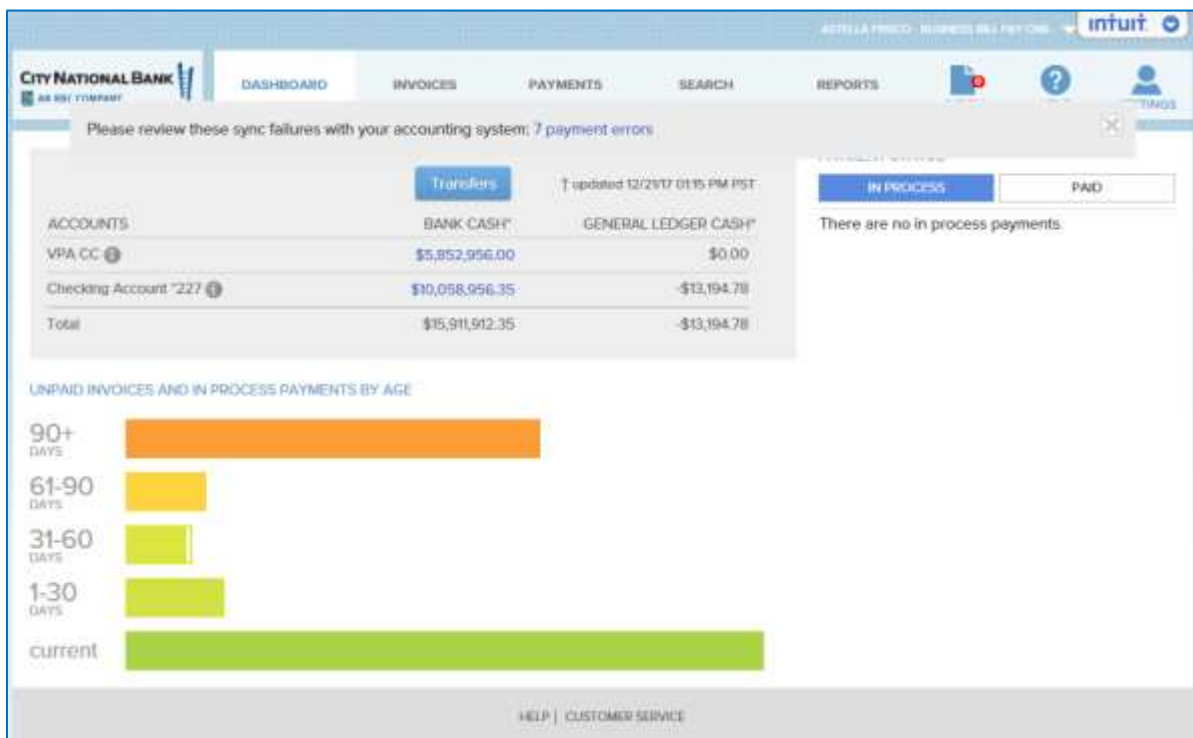 intuit
CITY NATIONAL BANK
AN RBC COMPANY
DASHBOARD
INVOICES
PAYMENTS
SEARCH
REPORTS
Please review these sync failures with your accounting system: 7 payment errors
Transfers
† updated 12/21/17 01:15 PM PST
ACCOUNTS BANK CASH* GENERAL LEDGER CASH*
VPA CC $5,852,956.00 $0.00
Checking Account *227 $10,058,956.35 -$13,194.78
Total $15,911,912.35 -$13,194.78
IN PROCESS
PAID
There are no in process payments.
UNPAID INVOICES AND IN PROCESS PAYMENTS BY AGE
90+
DAYS
61-90
DAYS
31-60
DAYS
1-30
DAYS
current
HELP | CUSTOMER SERVICE